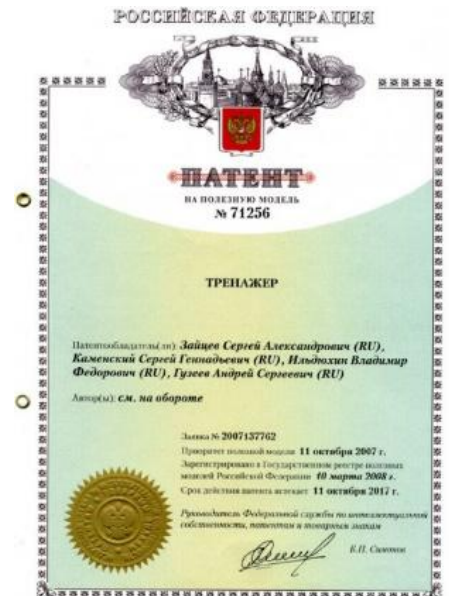 РОССИЙСКАЯ ФЕДЕРАЦИЯ
ПАТЕНТ
НА ПОЛЕЗНУЮ МОДЕЛЬ
№ 71256
ТРЕНАЖЕР
Патентообладатель(ли): Зайцев Сергей Александрович (RU),
Каменский Сергей Геннадьевич (RU), Ильдюхин Владимир
Федорович (RU), Гузеев Андрей Сергеевич (RU)
Автор(ы): см. на обороте
Заявка № 2007137762
Приоритет полезной модели 11 октября 2007 г.
Зарегистрировано в Государственном реестре полезных
моделей Российской Федерации 10 марта 2008 г.
Срок действия патента истекает 11 октября 2017 г.
Руководитель Федеральной службы по интеллектуальной
собственности, патентам и товарным знакам
Б.П. Симонов